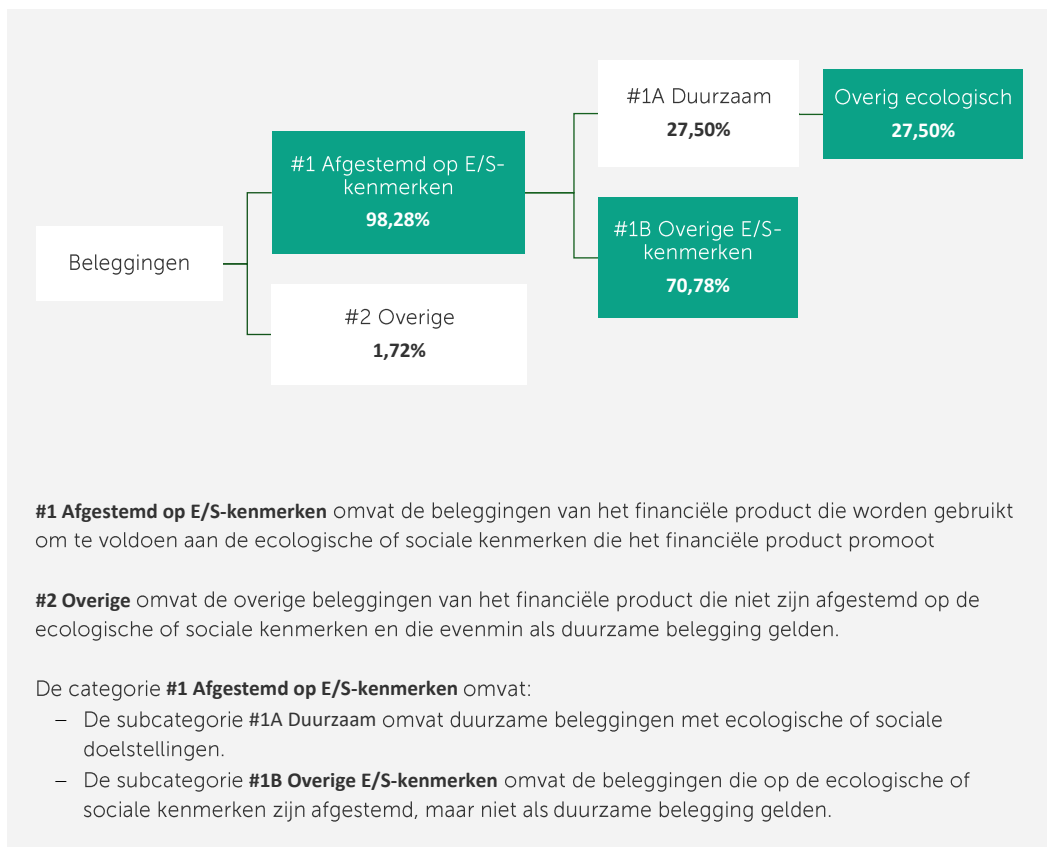 #1A Duurzaam
27,50%
Overig ecologisch
27,50%
#1 Afgestemd op E/S-
kenmerken
98,28%
#1B Overige E/S-
kenmerken
70,78%
Beleggingen
#2 Overige
1,72%
#1 Afgestemd op E/S-kenmerken omvat de beleggingen van het financiële product die worden gebruikt
om te voldoen aan de ecologische of sociale kenmerken die het financiële product promoot
#2 Overige omvat de overige beleggingen van het financiële product die niet zijn afgestemd op de
ecologische of sociale kenmerken en die evenmin als duurzame belegging gelden.
De categorie #1 Afgestemd op E/S-kenmerken omvat:
– De subcategorie #1A Duurzaam omvat duurzame beleggingen met ecologische of sociale
doelstellingen.
– De subcategorie #1B Overige E/S-kenmerken omvat de beleggingen die op de ecologische of
sociale kenmerken zijn afgestemd, maar niet als duurzame belegging gelden.